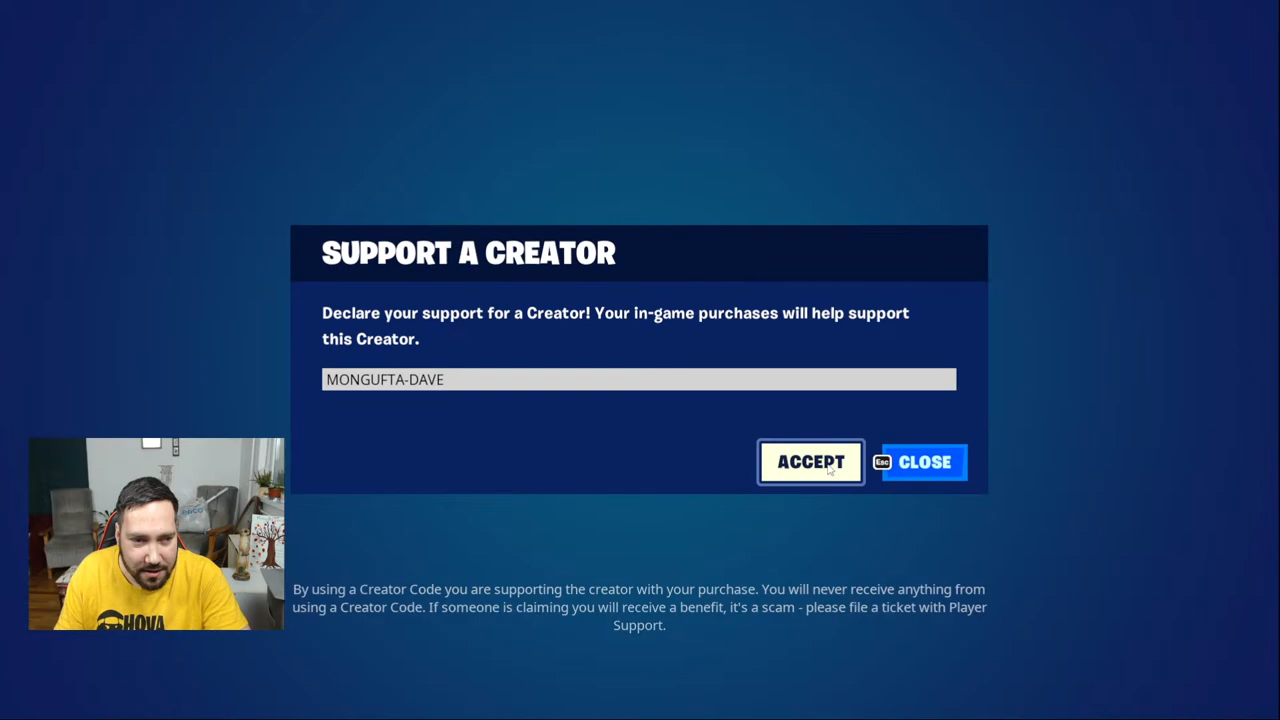 SUPPORT A CREATOR
Declare your support for a Creator! Your in-game purchases will help support
this Creator.
MONGUFTA-DAVE
ACCEPT
Esc CLOSE
By using a Creator Code you are supporting the creator with your purchase. You will never receive anything from
using a Creator Code. If someone is claiming you will receive a benefit, it's a scam - please file a ticket with Player
Support.
HOVA